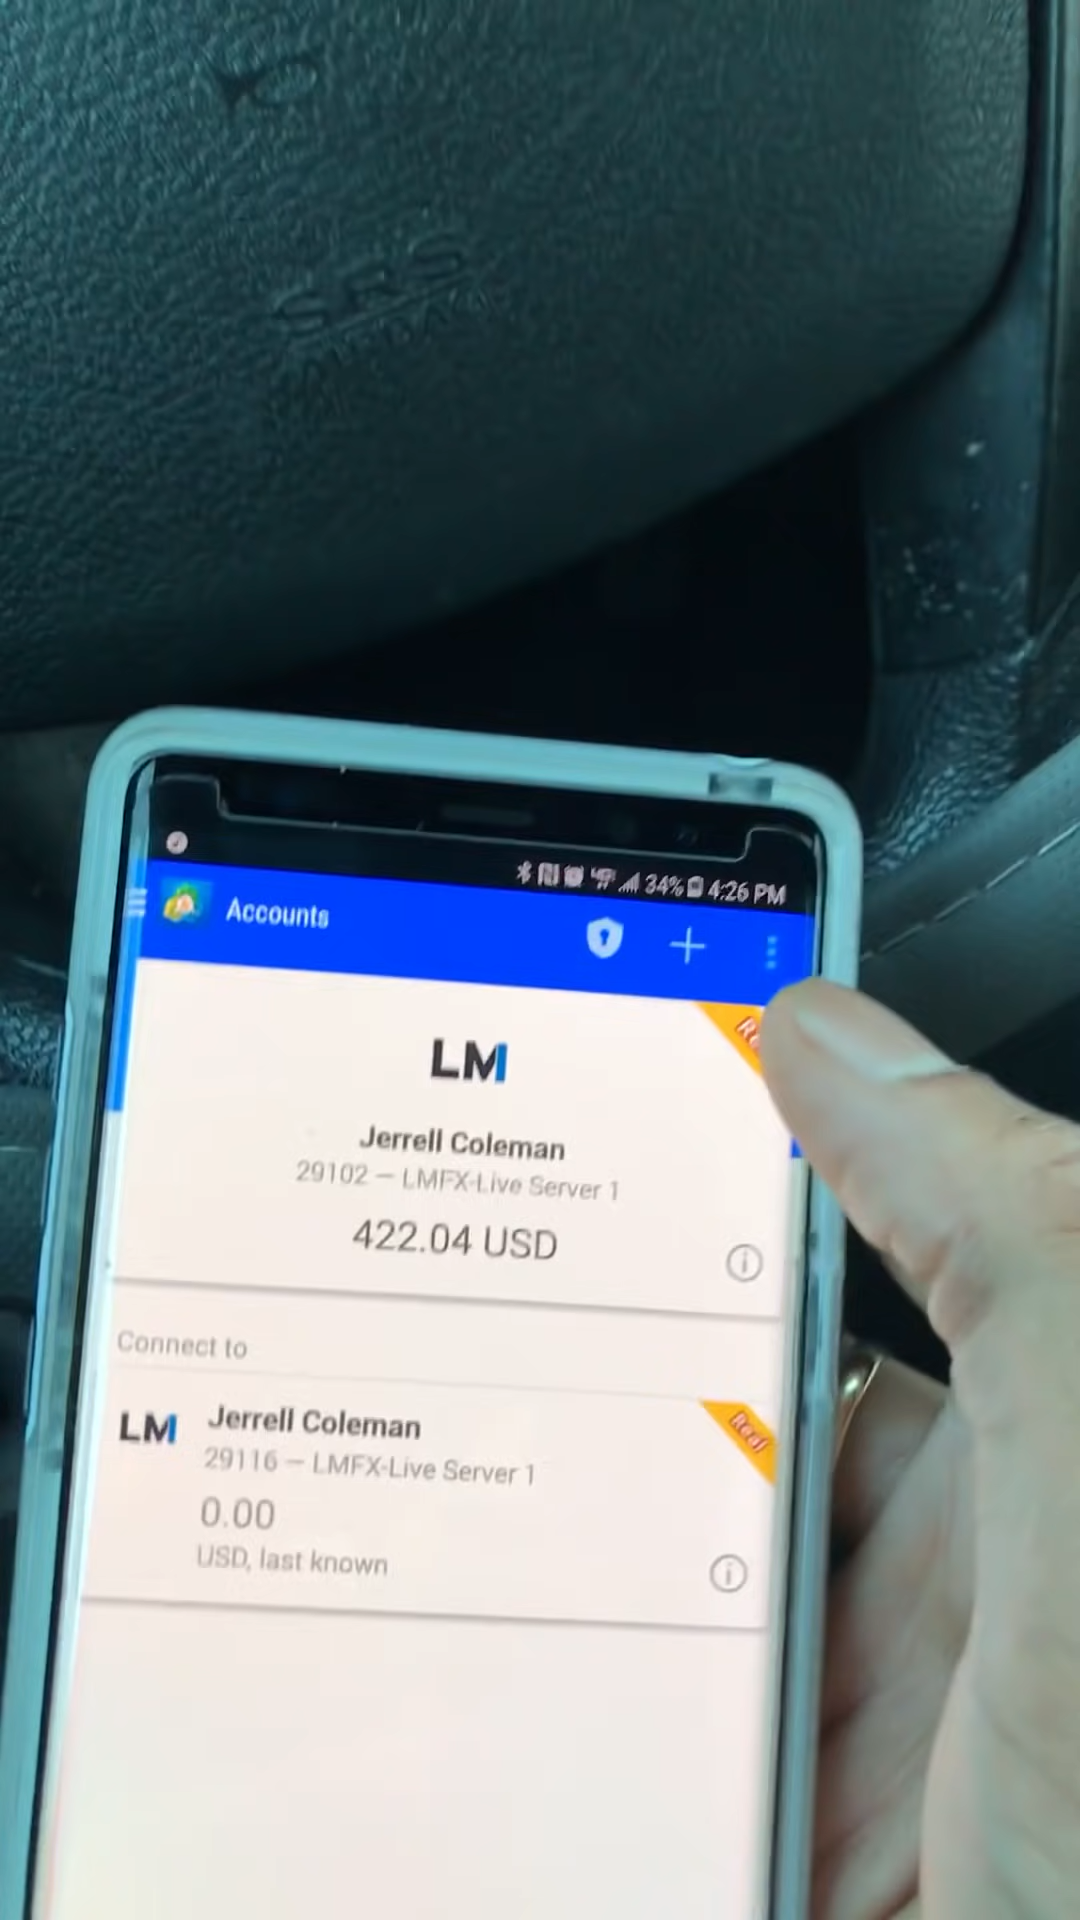 SRS
34% 4:26 PM
Accounts
LM
Jerrell Coleman
29102 – LMFX-Live Server 1
422.04 USD
Connect to
LM
Jerrell Coleman
Real
29116 – LMFX-Live Server 1
0.00
USD, last known